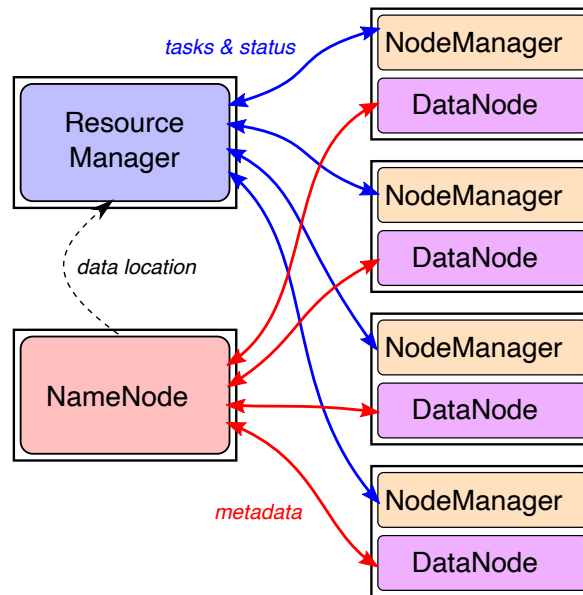 tasks & status
NodeManager
DataNode
Resource
Manager
NodeManager
DataNode
data location
NameNode
NodeManager
DataNode
metadata
NodeManager
DataNode